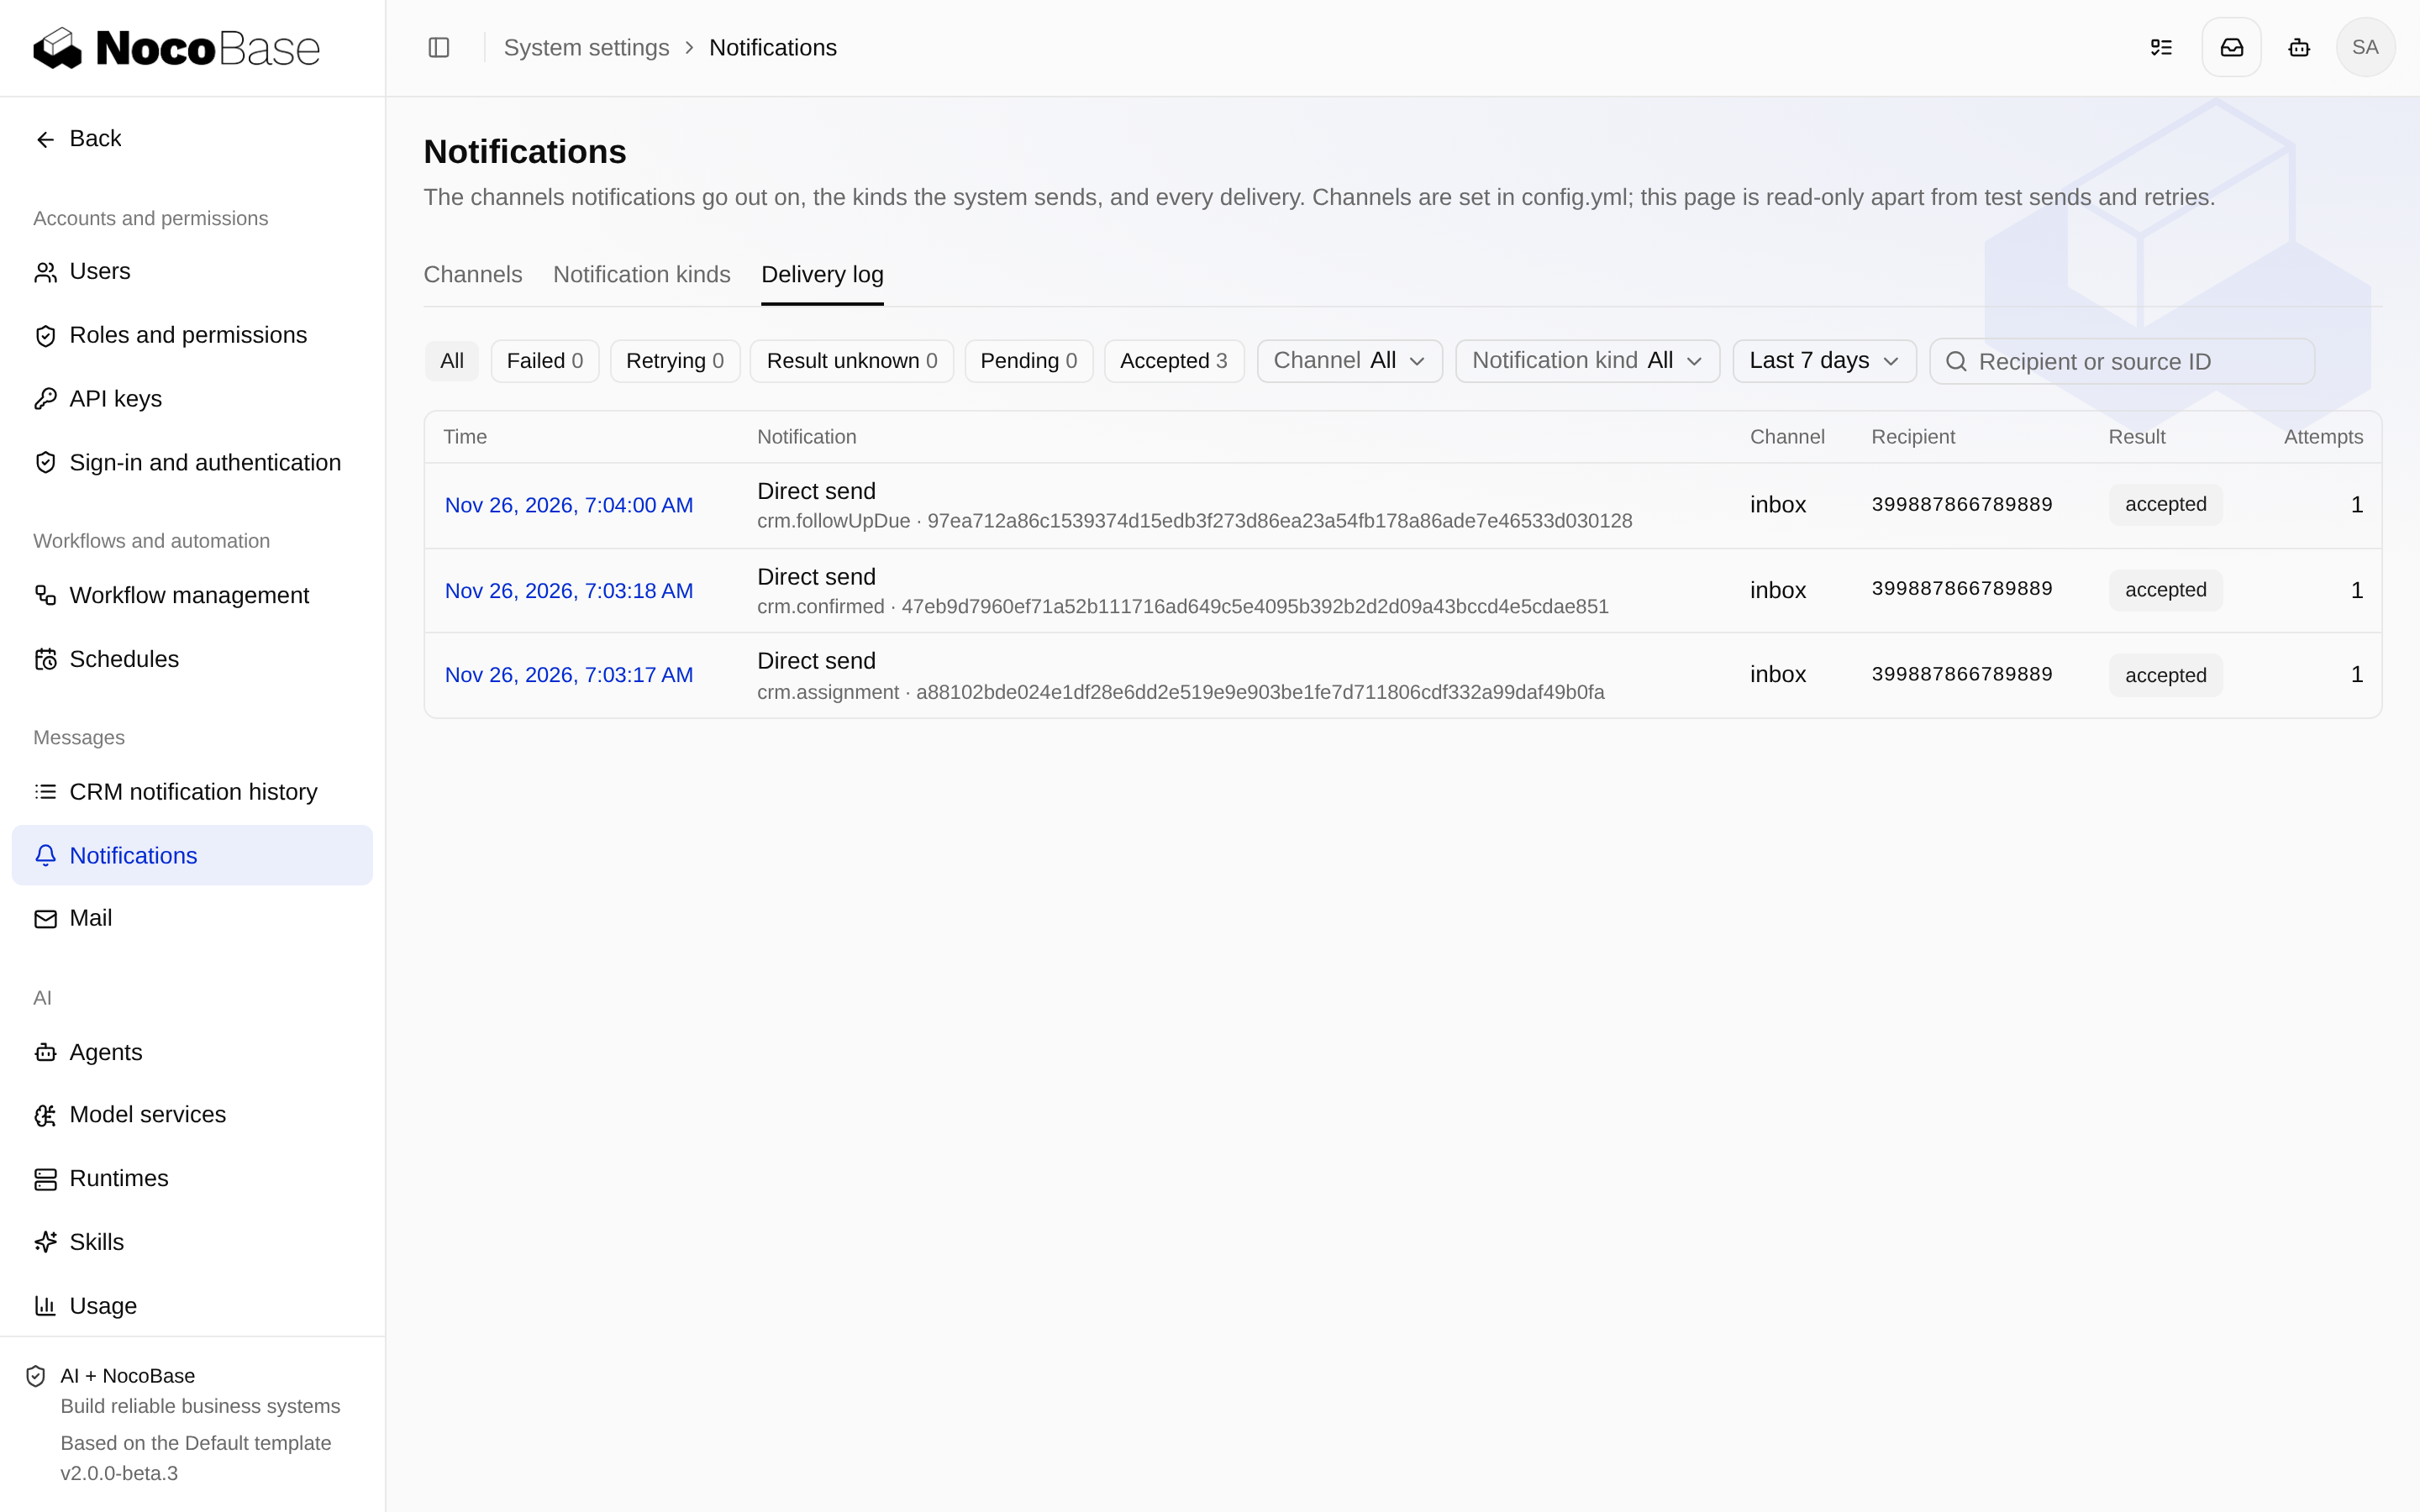 NocoBase
System settings > Notifications
SA
Back
Accounts and permissions
Users
Roles and permissions
API keys
Sign-in and authentication
Workflows and automation
Workflow management
Schedules
Messages
CRM notification history
Notifications
Mail
AI
Agents
Model services
Runtimes
Skills
Usage
AI + NocoBase
Build reliable business systems
Based on the Default template
v2.0.0-beta.3
Notifications
The channels notifications go out on, the kinds the system sends, and every delivery. Channels are set in config.yml; this page is read-only apart from test sends and retries.
Channels Notification kinds Delivery log
All Failed 0 Retrying 0 Result unknown 0 Pending 0 Accepted 3 Channel All Notification kind All Last 7 days Recipient or source ID
Time Notification Channel Recipient Result Attempts
Nov 26, 2026, 7:04:00 AM Direct send inbox 399887866789889 accepted 1
crm.followUpDue · 97ea712a86c1539374d15edb3f273d86ea23a54fb178a86ade7e46533d030128
Nov 26, 2026, 7:03:18 AM Direct send inbox 399887866789889 accepted 1
crm.confirmed · 47eb9d7960ef71a52b111716ad649c5e4095b392b2d2d09a43bccd4e5cdae851
Nov 26, 2026, 7:03:17 AM Direct send inbox 399887866789889 accepted 1
crm.assignment · a88102bde024e1df28e6dd2e519e9e903be1fe7d711806cdf332a99daf49b0fa